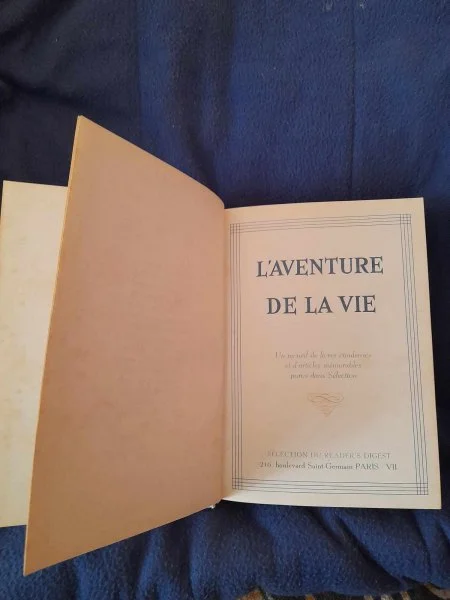 L'AVENTURE
DE LA VIE
Un recueil de livres condensés
et d'articles mémorables
parus dans Sélection
SÉLECTION DU READER'S DIGEST
216, boulevard Saint-Germain PARIS - VII